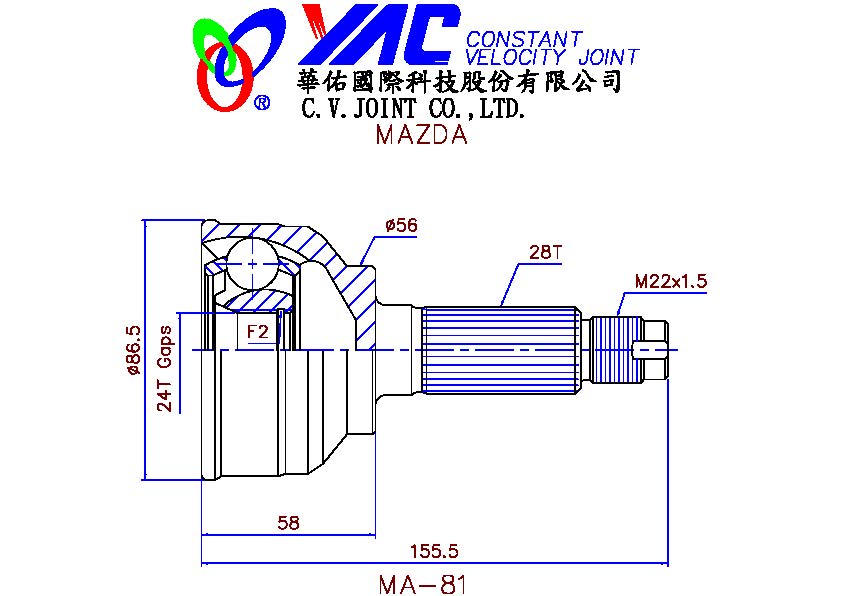 YAC CONSTANT
VELOCITY JOINT
®
華佑國際科技股份有限公司
C.V.JOINT CO.,LTD.
MAZDA
ø56
28T
M22x1.5
F2
ø86.5
24T Gaps
58
155.5
MA-81